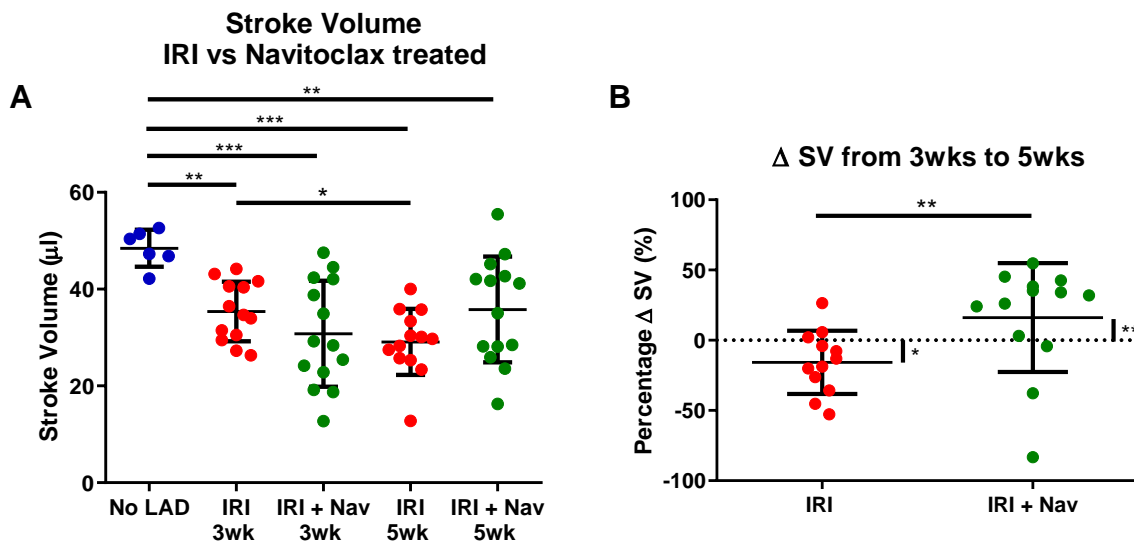 Stroke Volume
IRI vs Navitoclax treated
A
**
***
***
**
*
60
40
20
0
Stroke Volume (μl)
No LAD
IRI
3wk
IRI + Nav
3wk
IRI
5wk
IRI + Nav
5wk
B
Δ SV from 3wks to 5wks
**
100
50
0
-50
-100
Percentage Δ SV (%)
*
**
IRI
IRI + Nav